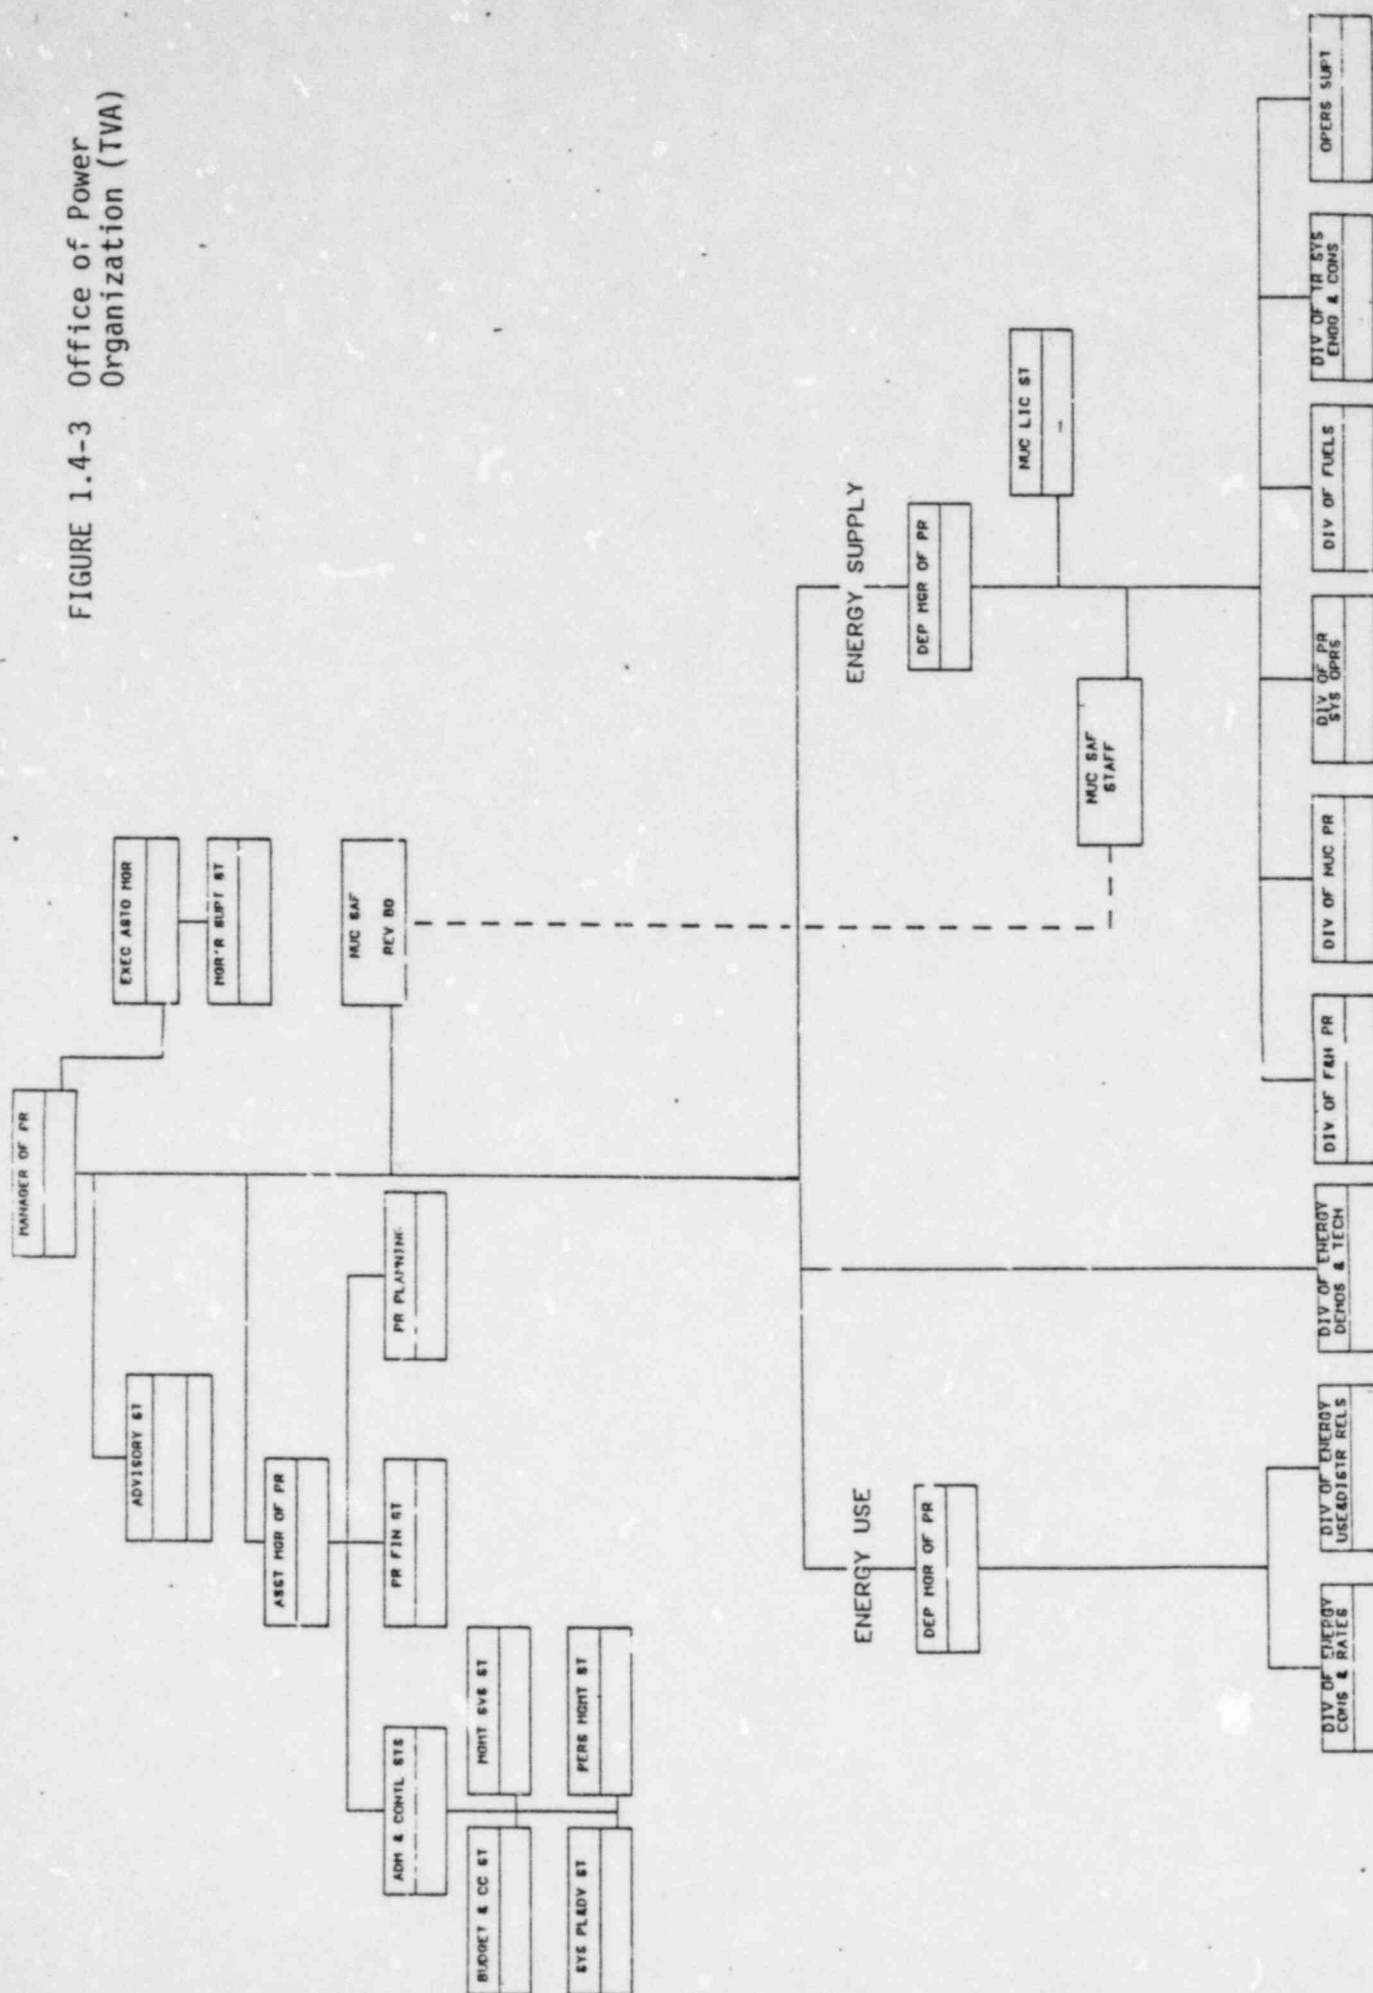 FIGURE 1.4-3 Office of Power
Organization (TVA)
MANAGER OF PR
EXEC ASTO MGR
MGR'R SUPT ST
ADVISORY ST
ASST MGR OF PR
NUC SAF
REV BD
ADM & CONTL STS
PR FIN ST
PR PLANNING
BUDGET & CC ST
MGMT SYS ST
SYS PL&DV ST
PERS MGMT ST
ENERGY USE
DEP MGR OF PR
ENERGY SUPPLY
DEP MGR OF PR
NUC LIC ST
NUC SAF
STAFF
DIV OF ENERGY
CONS & RATES
DIV OF ENERGY
USE&DISTR RELS
DIV OF ENERGY
DEMOS & TECH
DIV OF F&H PR
DIV OF NUC PR
DIV OF PR
SYS OPRS
DIV OF FUELS
DIV OF TR SYS
ENGG & CONS
OPERS SUPT